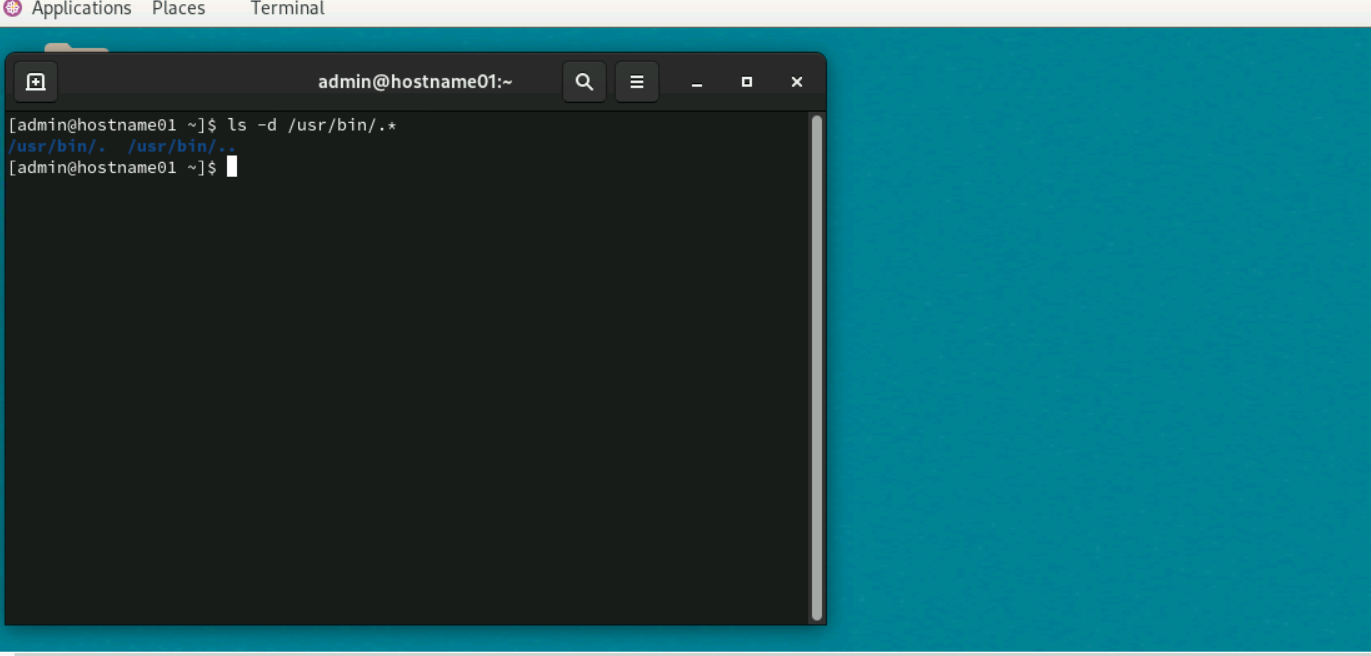 Applications Places Terminal
admin@hostname01:~
[admin@hostname01 ~]$ ls -d /usr/bin/.*
/usr/bin/. /usr/bin/..
[admin@hostname01 ~]$